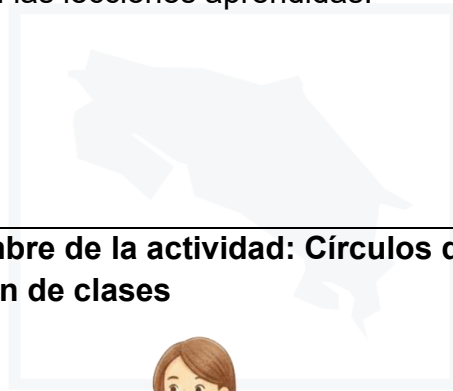 las lecciones aprendidas.
bre de la actividad: Círculos
n de clases